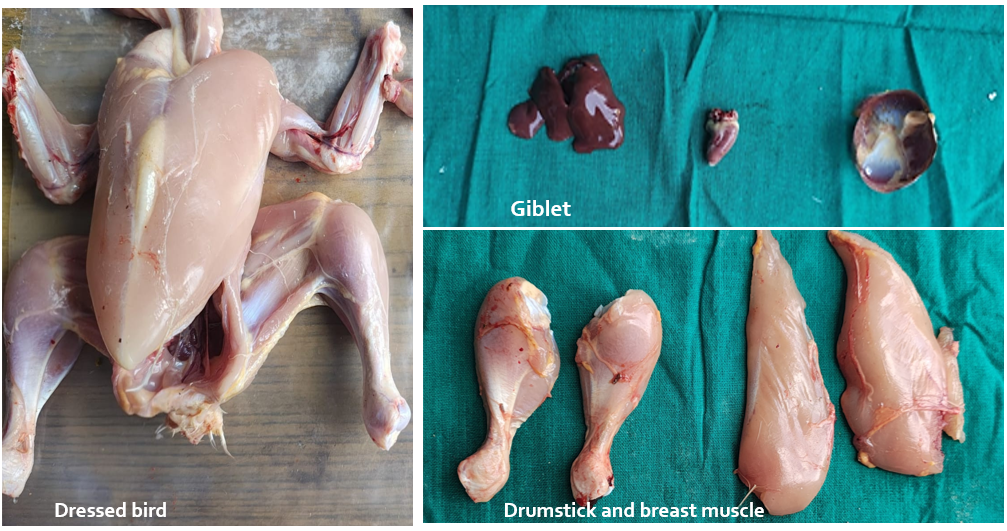 Giblet
Dressed bird
Drumstick and breast muscle